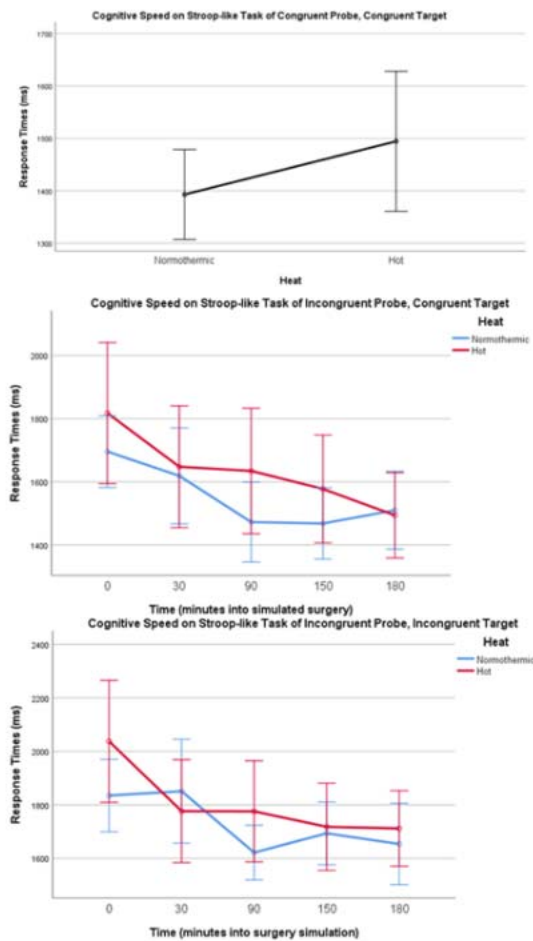 Cognitive Speed on Stroop-like Task of Congruent Probe, Congruent Target
1700
1600
1500
1400
1300
Response Times (ms)
Normothermic
Hot
Heat
Cognitive Speed on Stroop-like Task of Incongruent Probe, Congruent Target
Heat
Normothermic
Hot
2000
1800
1600
1400
Response Times (ms)
0 30 90 150 180
Time (minutes into simulated surgery)
Cognitive Speed on Stroop-like Task of Incongruent Probe, Incongruent Target
Heat
Normothermic
Hot
2400
2200
2000
1800
1600
Response Times (ms)
0 30 90 150 180
Time (minutes into surgery simulation)